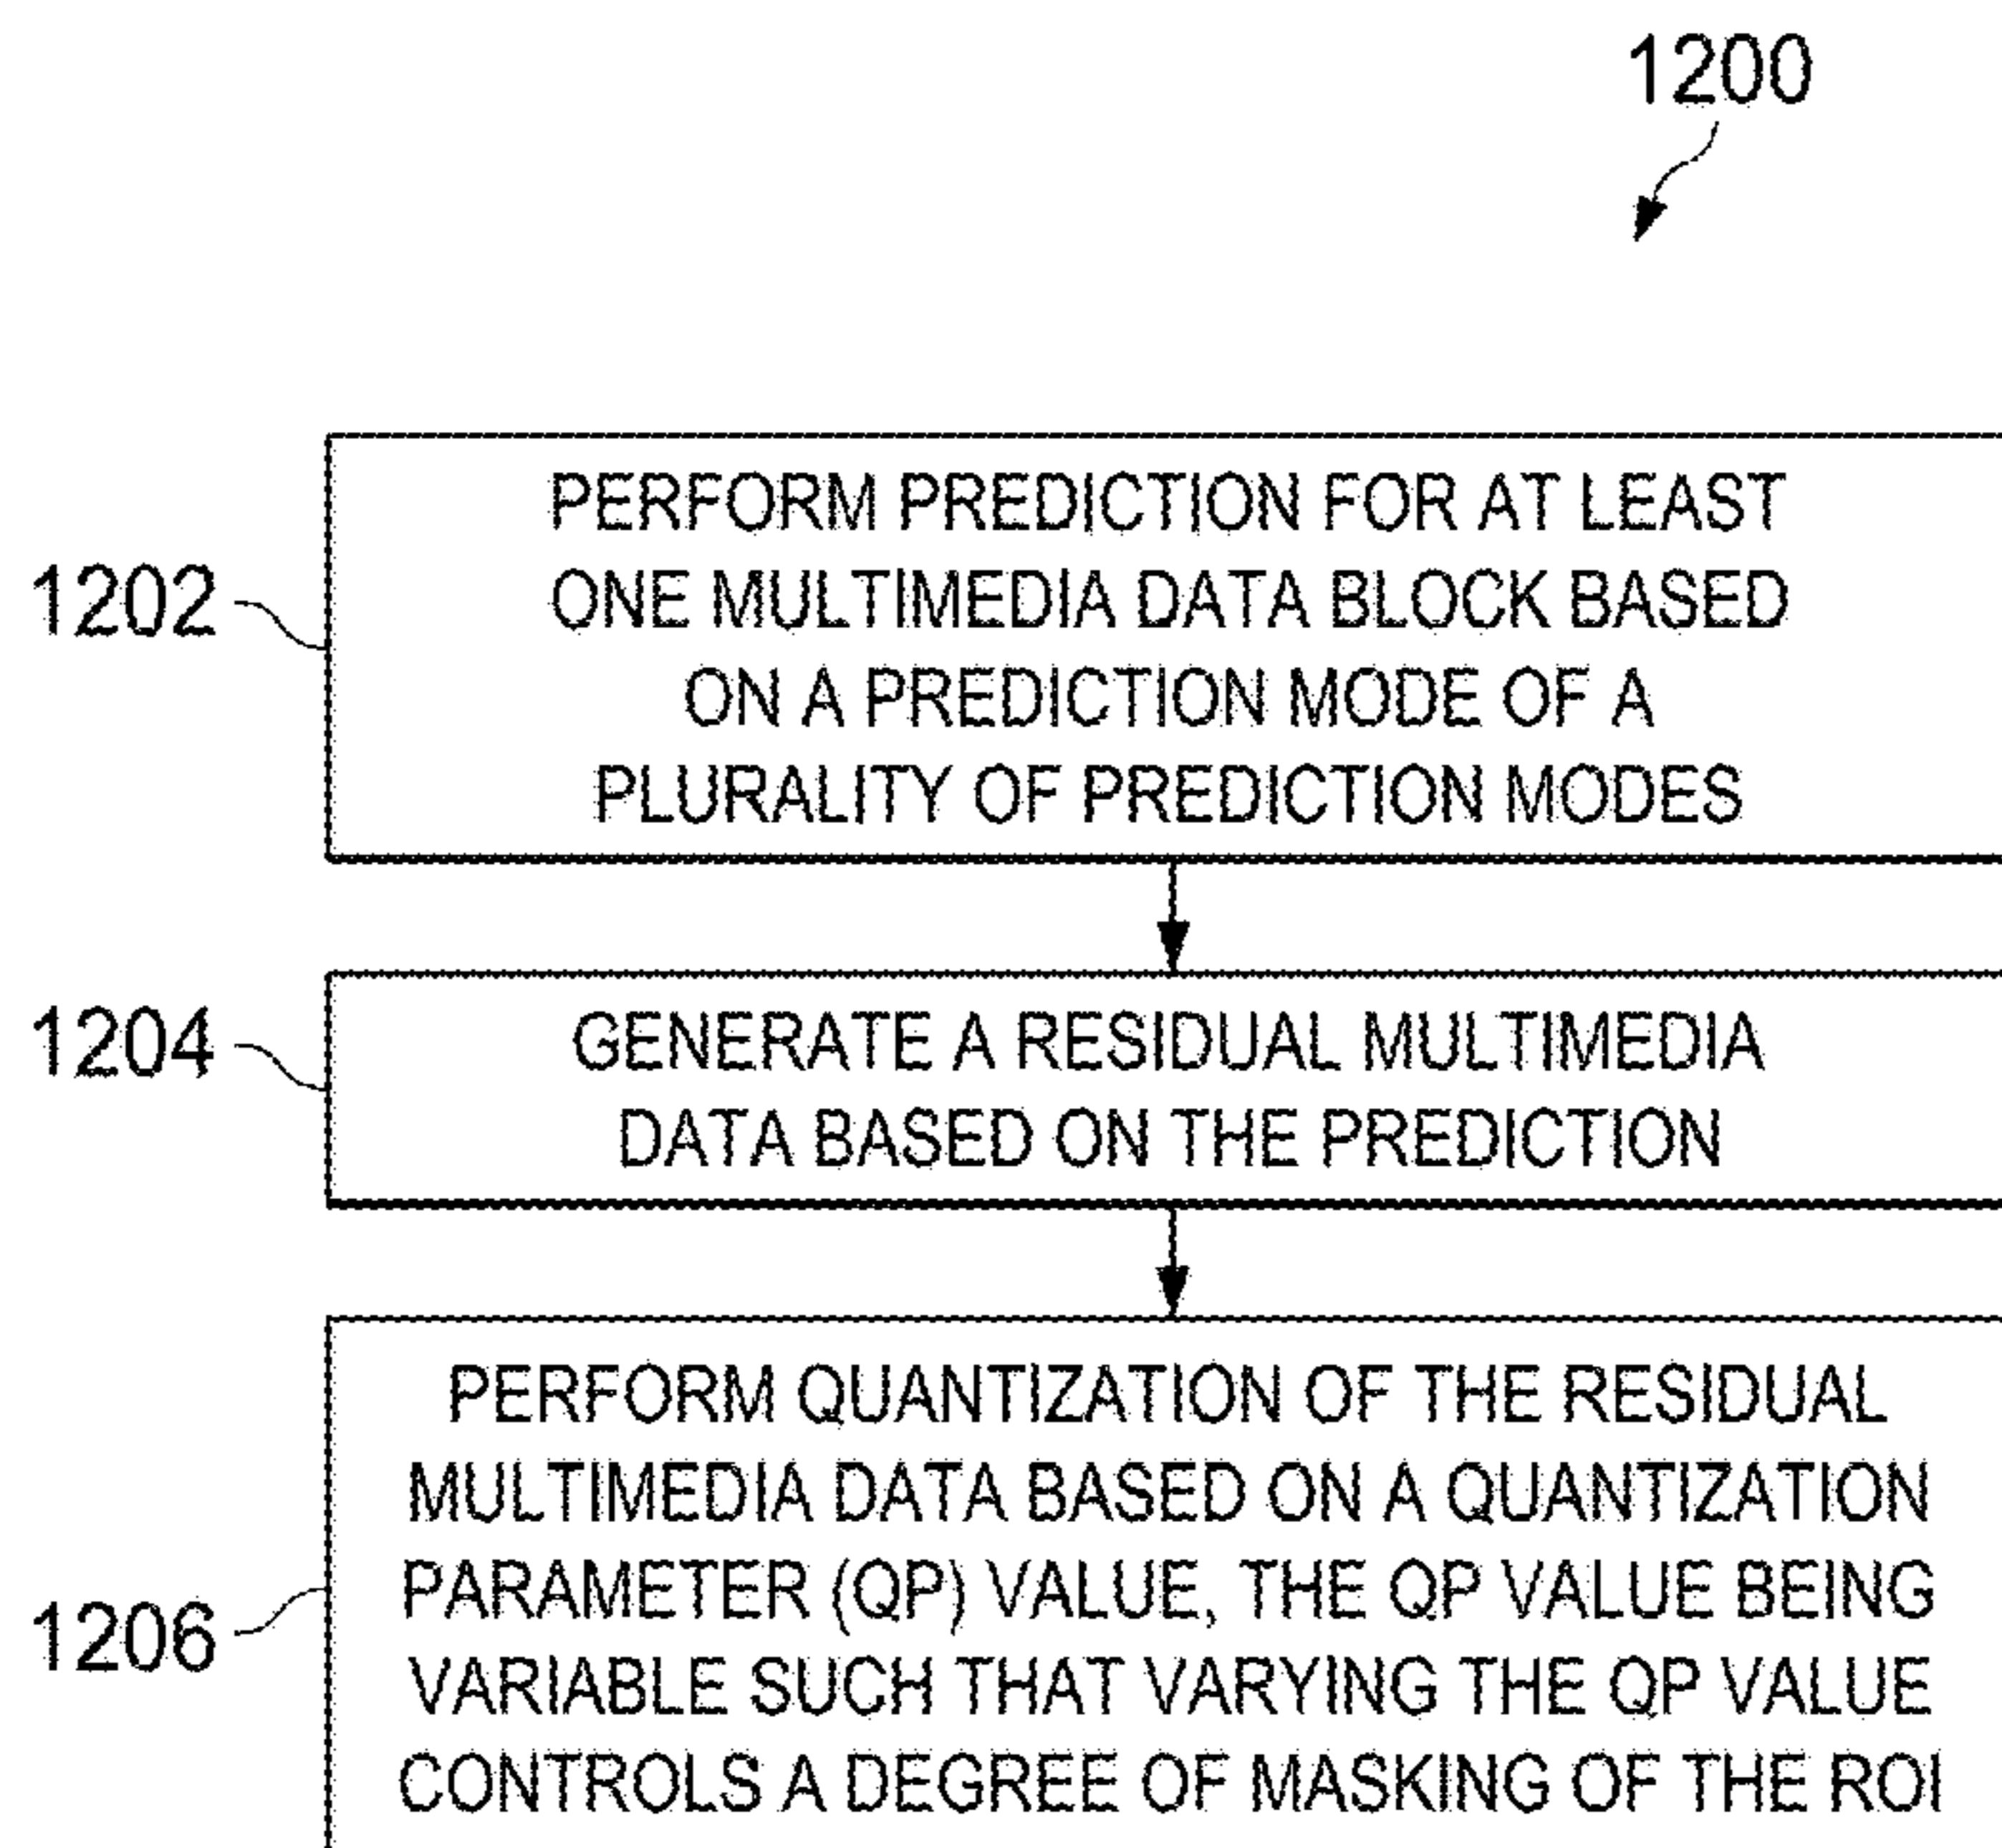 1200
1202
PERFORM PREDICTION FOR AT LEAST
ONE MULTIMEDIA DATA BLOCK BASED
ON A PREDICTION MODE OF A
PLURALITY OF PREDICTION MODES
1204
GENERATE A RESIDUAL MULTIMEDIA
DATA BASED ON THE PREDICTION
1206
PERFORM QUANTIZATION OF THE RESIDUAL
MULTIMEDIA DATA BASED ON A QUANTIZATION
PARAMETER (QP) VALUE, THE QP VALUE BEING
VARIABLE SUCH THAT VARYING THE QP VALUE
CONTROLS A DEGREE OF MASKING OF THE ROI